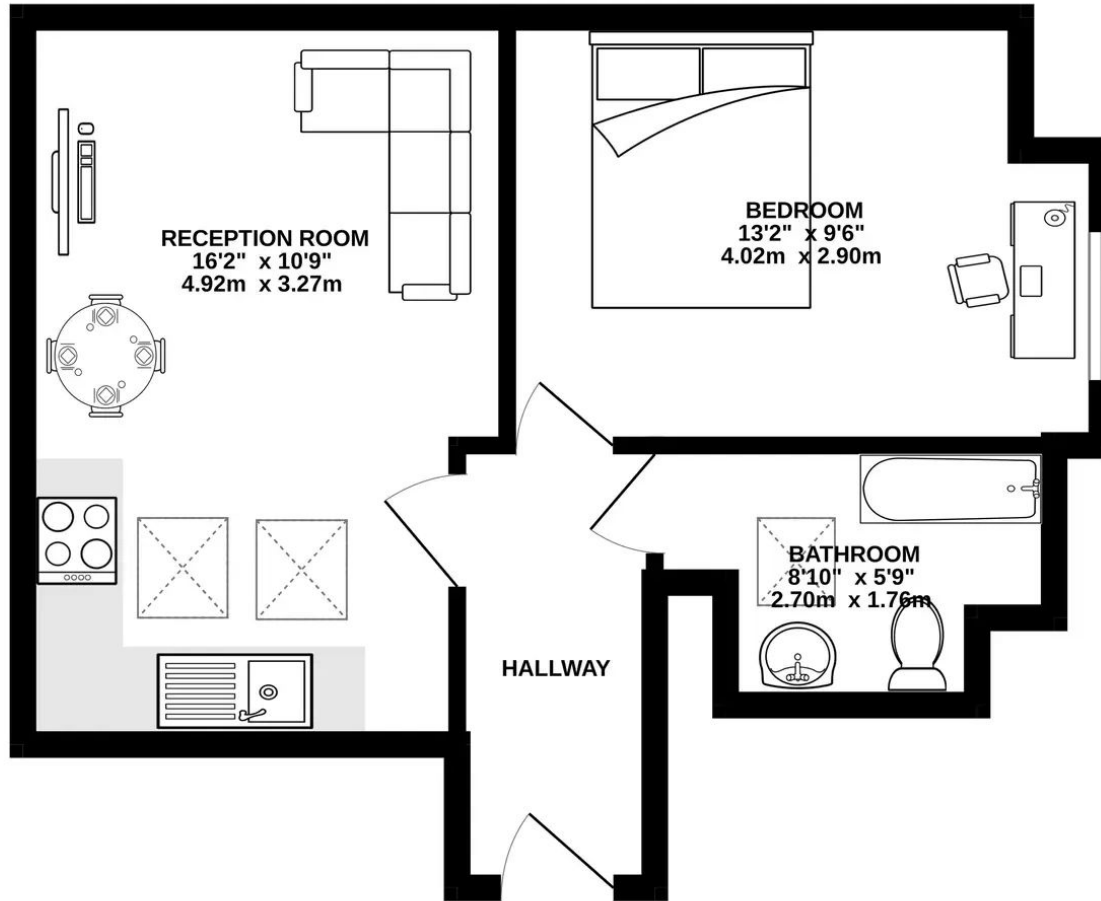 RECEPTION ROOM
16'2" x 10'9"
4.92m x 3.27m
BEDROOM
13'2" x 9'6"
4.02m x 2.90m
BATHROOM
8'10" x 5'9"
2.70m x 1.76m
HALLWAY